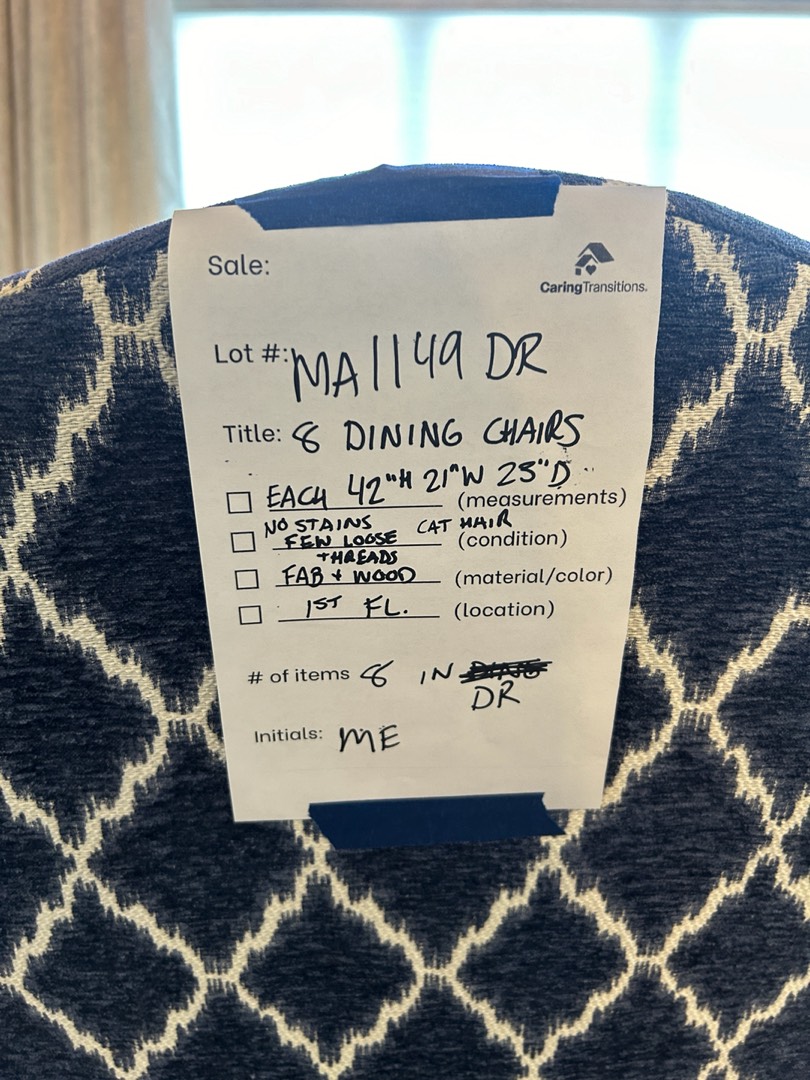 Sale:
CaringTransitions.
Lot #: MA1149 DR
Title: 8 DINING CHAIRS
EACH 42"H 21"W 25"D
(measurements)
NO STAINS CAT HAIR
FEW LOOSE (condition)
THREADS
FAB + WOOD (material/color)
1ST FL. (location)
# of items 8 IN
DR
Initials: ME